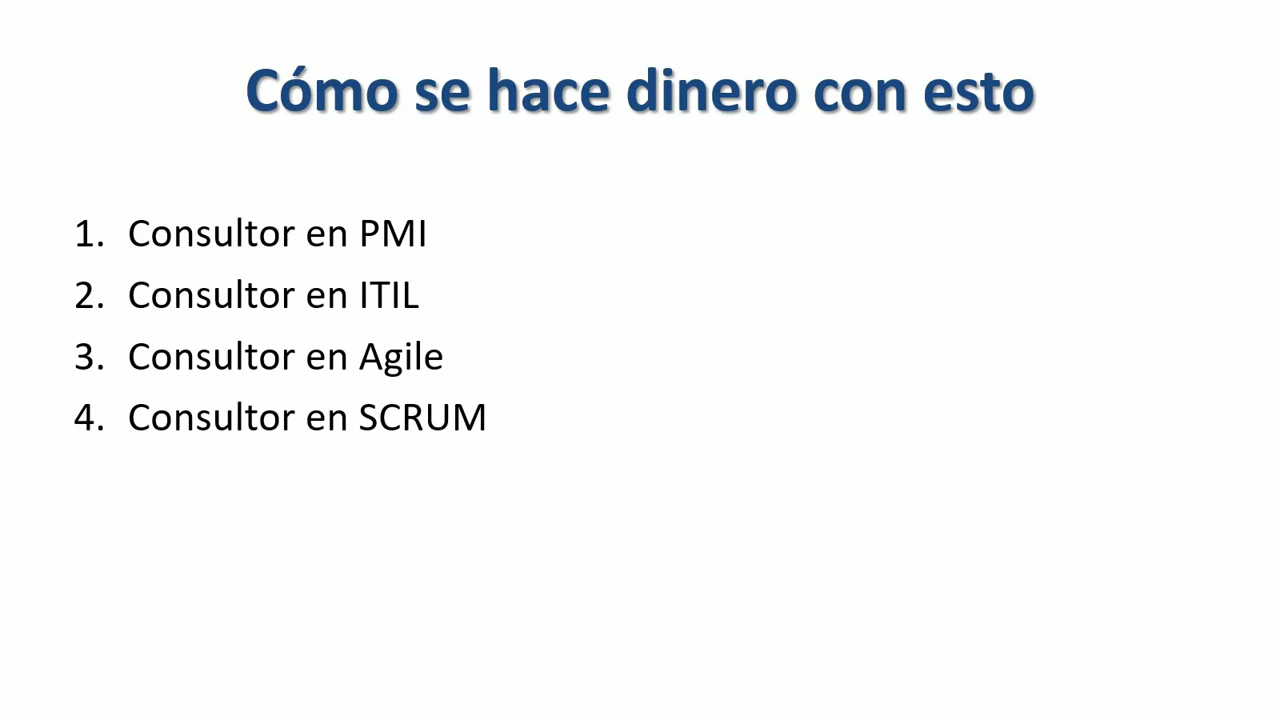 Cómo se hace dinero con esto
1. Consultor en PMI
2. Consultor en ITIL
3. Consultor en Agile
4. Consultor en SCRUM